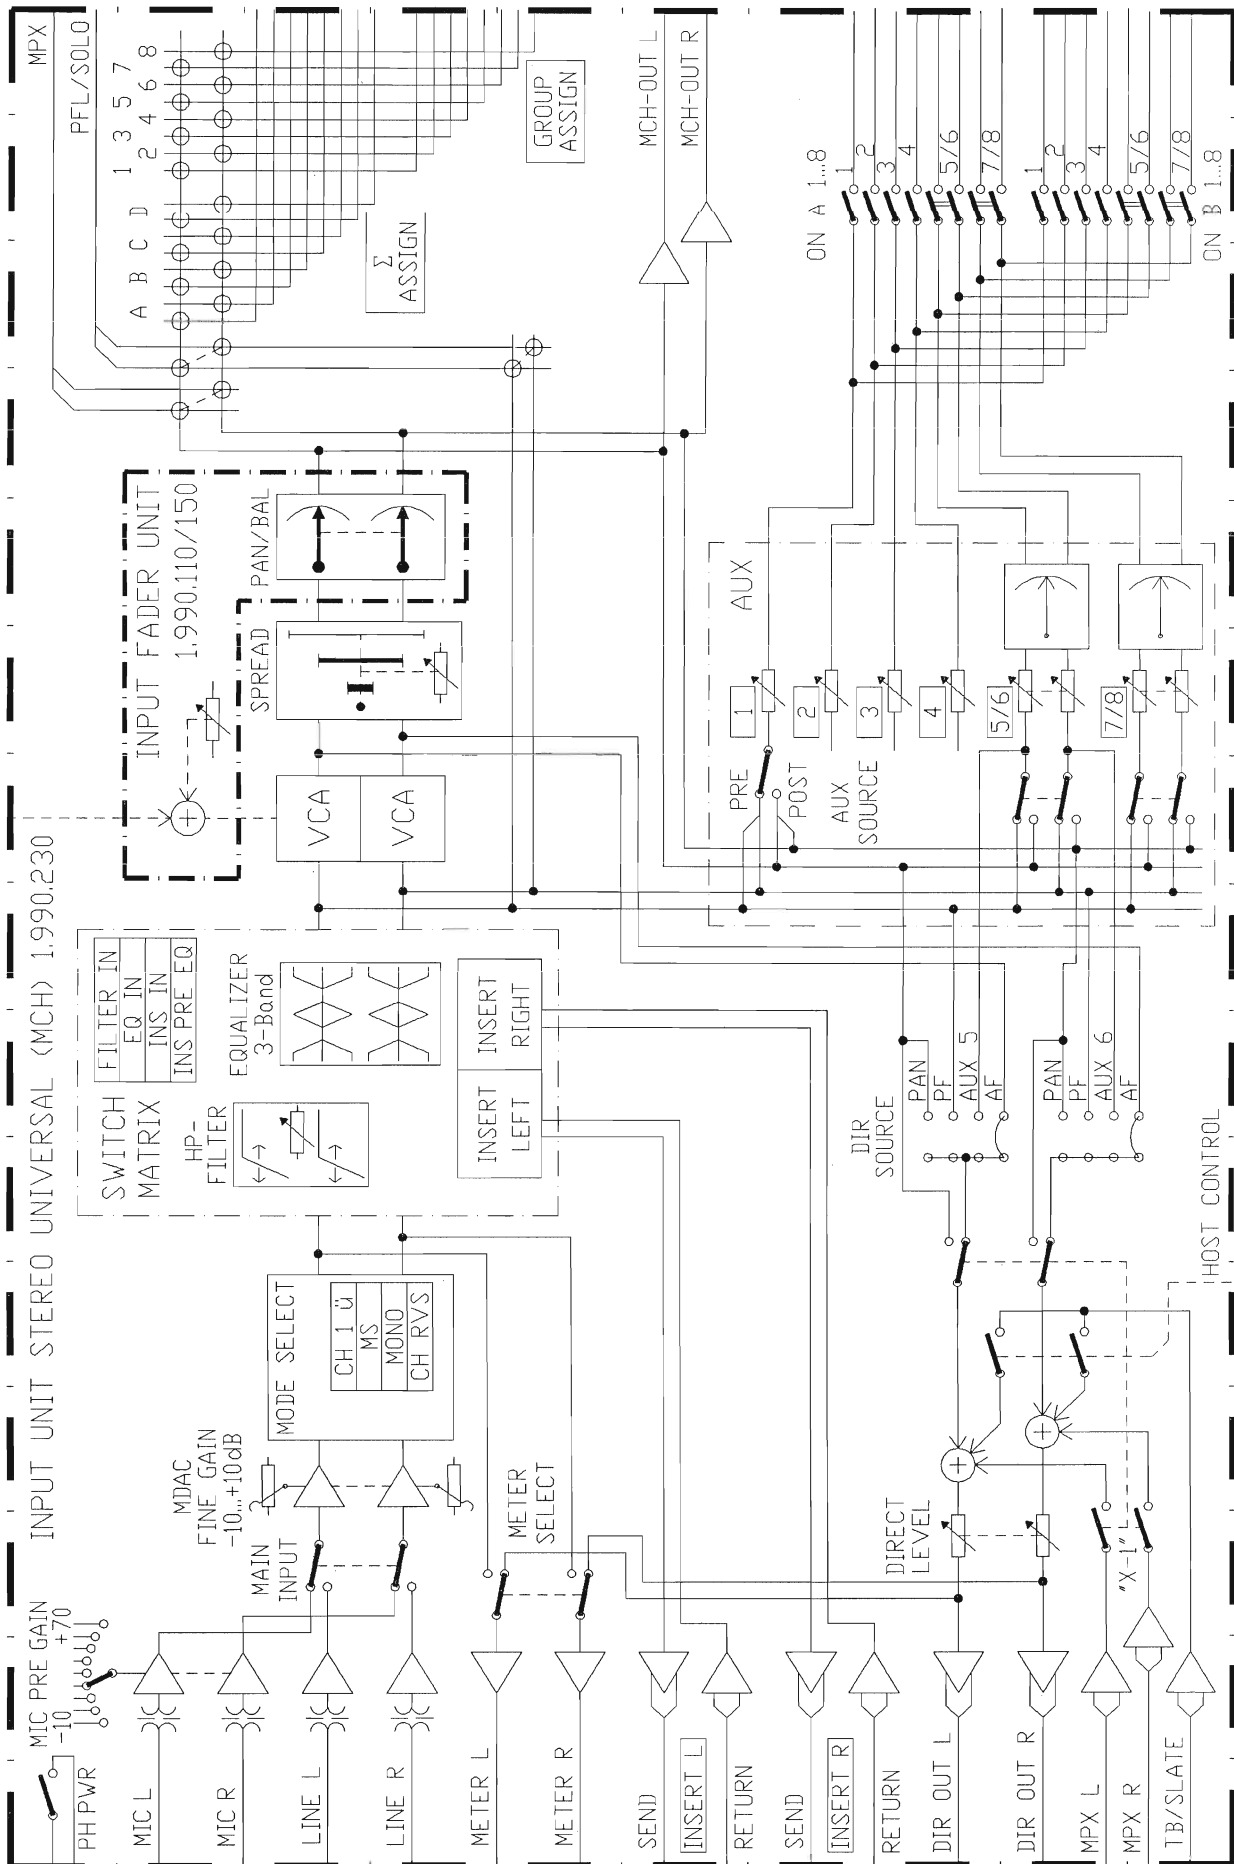 INPUT UNIT STEREO UNIVERSAL (MCH) 1.990.230
MIC PRE GAIN
-10
+70
PH PWR
MIC L
MIC R
LINE L
LINE R
METER L
METER R
SEND
INSERT L
RETURN
SEND
INSERT R
RETURN
DIR OUT L
DIR OUT R
MPX L
MPX R
TB/SLATE
MAIN
INPUT
MDAC
FINE GAIN
-10...+10dB
METER
SELECT
DIRECT
LEVEL
"X-1"
MODE SELECT
CH 1 ü
MS
MONO
CH RVS
HOST CONTROL
SWITCH
MATRIX
FILTER IN
EQ IN
INS IN
INS PRE EQ
HP-
FILTER
EQUALIZER
3-Band
INSERT
LEFT
INSERT
RIGHT
DIR
SOURCE
PAN
PF
AUX 5
AF
PAN
PF
AUX 6
AF
VCA
VCA
INPUT FADER UNIT
1.990.110/150
SPREAD
PAN/BAL
AUX
PRE
POST
AUX
SOURCE
1
2
3
4
5/6
7/8
MPX
PFL/SOLO
A B C D
1 3 5 7
2 4 6 8
Σ
ASSIGN
GROUP
ASSIGN
MCH-OUT L
MCH-OUT R
ON A 1...8
1
2
3
4
5/6
7/8
1
2
3
4
5/6
7/8
ON B 1...8